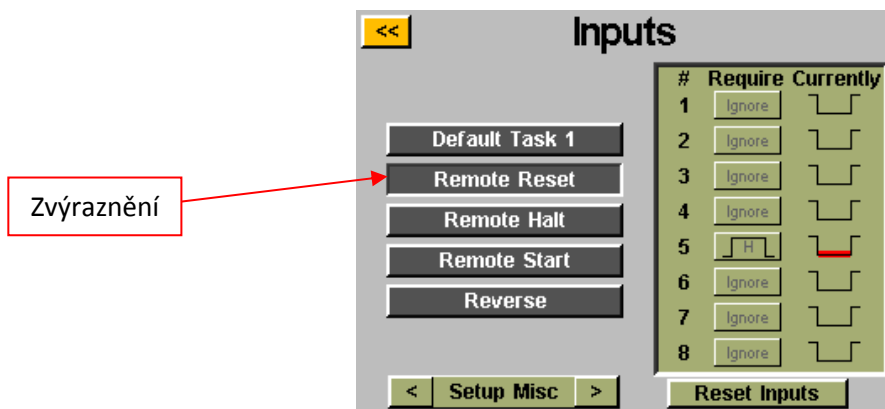 << Inputs
# Require Currently
1 Ignore
Default Task 1 2 Ignore
Zvýraznění Remote Reset 3 Ignore
Remote Halt 4 Ignore
Remote Start 5 H
6 Ignore
Reverse 7 Ignore
8 Ignore
< Setup Misc > Reset Inputs